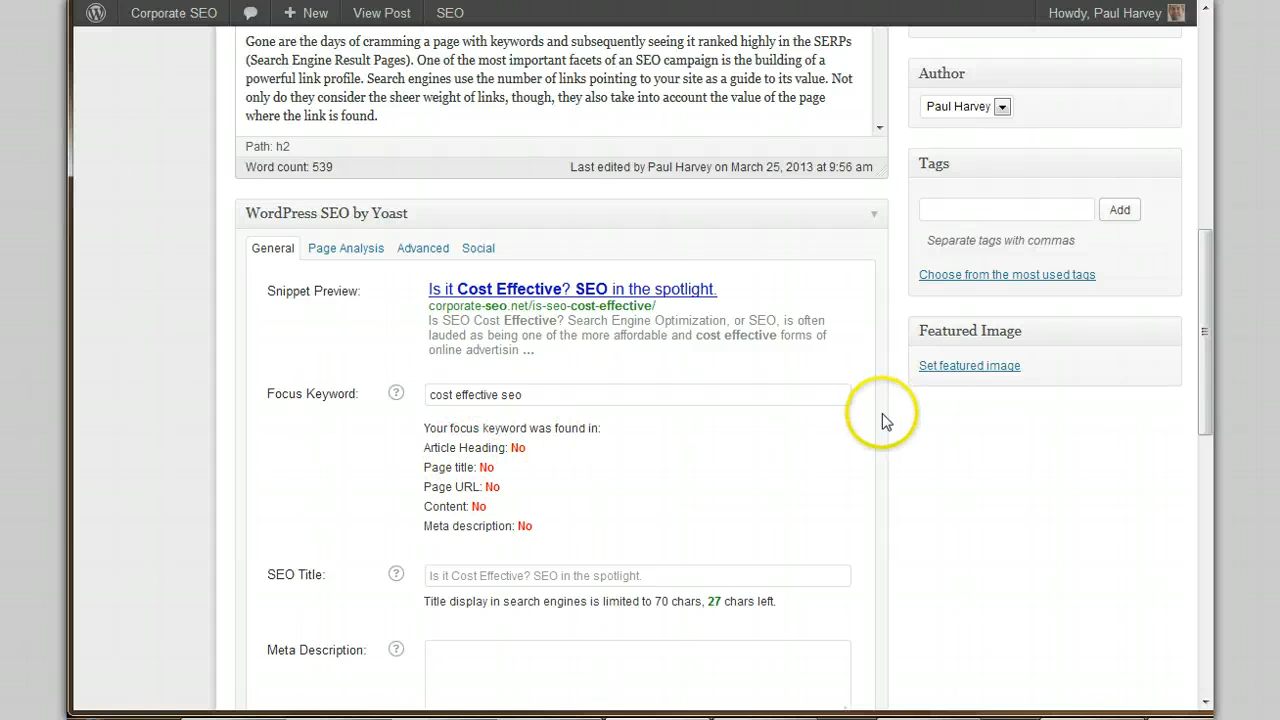 Corporate SEO New View Post SEO Howdy, Paul Harvey
Gone are the days of cramming a page with keywords and subsequently seeing it ranked highly in the SERPs
(Search Engine Result Pages). One of the most important facets of an SEO campaign is the building of a
powerful link profile. Search engines use the number of links pointing to your site as a guide to its value. Not
only do they consider the sheer weight of links, though, they also take into account the value of the page
where the link is found.
Path: h2
Word count: 539 Last edited by Paul Harvey on March 25, 2013 at 9:56 am
WordPress SEO by Yoast
General Page Analysis Advanced Social
Snippet Preview:
Is it Cost Effective? SEO in the spotlight.
corporate-seo.net/is-seo-cost-effective/
Is SEO Cost Effective? Search Engine Optimization, or SEO, is often
lauded as being one of the more affordable and cost effective forms of
online advertisin ...
Focus Keyword: ? cost effective seo
Your focus keyword was found in:
Article Heading: No
Page title: No
Page URL: No
Content: No
Meta description: No
SEO Title: ? Is it Cost Effective? SEO in the spotlight.
Title display in search engines is limited to 70 chars, 27 chars left.
Meta Description: ?
Author
Paul Harvey
Tags
Add
Separate tags with commas
Choose from the most used tags
Featured Image
Set featured image